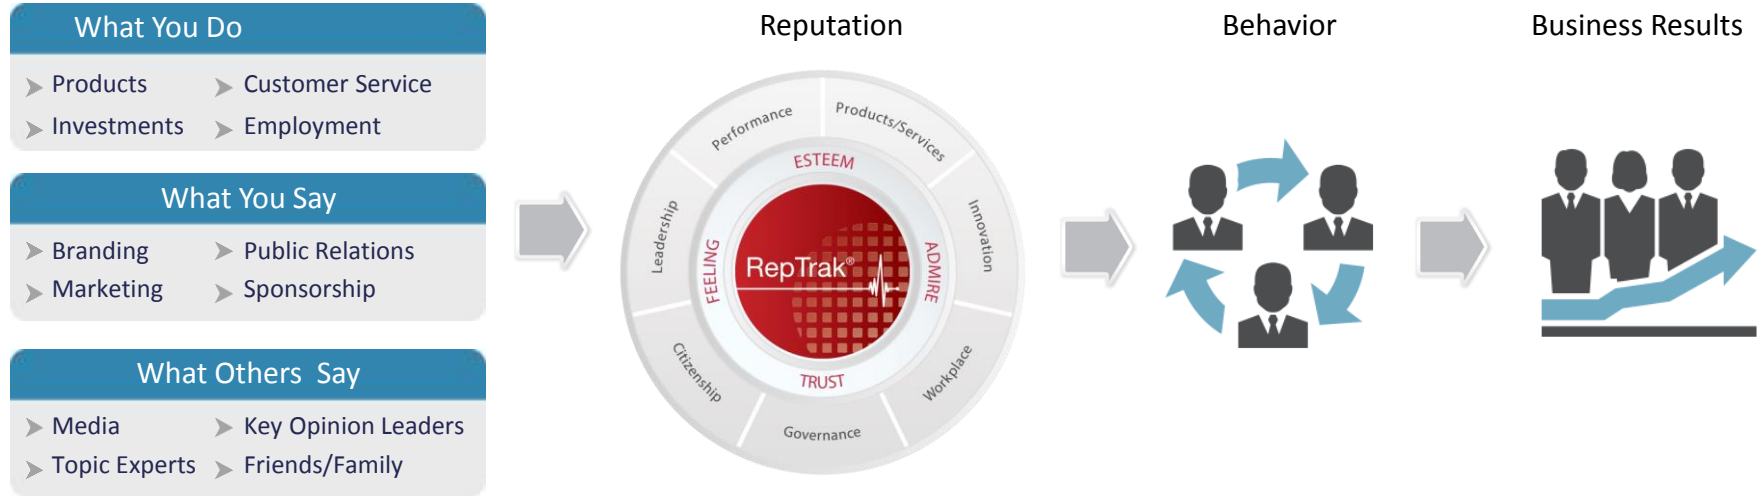 What You Do
Products
Customer Service
Investments
Employment
What You Say
Branding
Public Relations
Marketing
Sponsorship
What Others  Say
Media
Key Opinion Leaders
Topic Experts
Friends/Family
Reputation
Performance
Products/Services
Innovation
Workplace
Governance
Citizenship
Leadership
ESTEEM
ADMIRE
TRUST
FEELING
RepTrak®
Behavior
Business Results